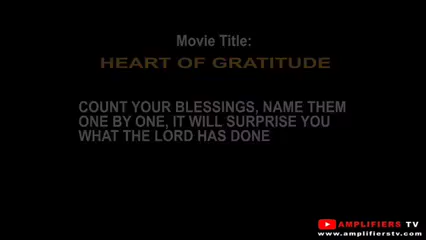 Movie Title:
HEART OF GRATITUDE
COUNT YOUR BLESSINGS, NAME THEM
ONE BY ONE, IT WILL SURPRISE YOU
WHAT THE LORD HAS DONE
AMPLIFIERS TV
www.amplifierstv.com